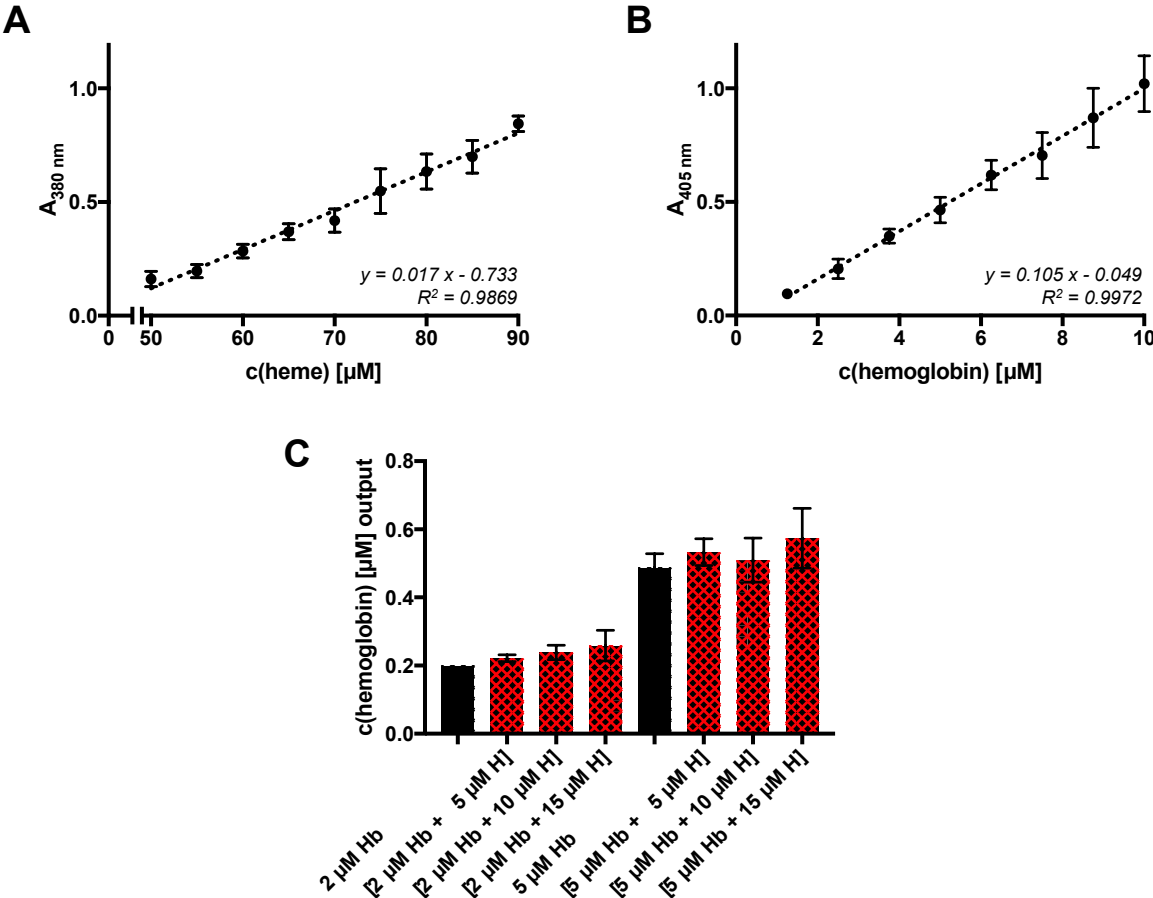 A
B
1.0
0.5
0.0
A380 nm
0 50 60 70 80 90
c(heme) [µM]
y = 0.017 x - 0.733
R² = 0.9869
1.0
0.5
0.0
A405 nm
0 2 4 6 8 10
c(hemoglobin) [µM]
y = 0.105 x - 0.049
R² = 0.9972
C
0.8
0.6
0.4
0.2
0.0
c(hemoglobin) [µM] output
2 µM Hb
[2 µM Hb + 5 µM H]
[2 µM Hb + 10 µM H]
[2 µM Hb + 15 µM H]
5 µM Hb
[5 µM Hb + 5 µM H]
[5 µM Hb + 10 µM H]
[5 µM Hb + 15 µM H]